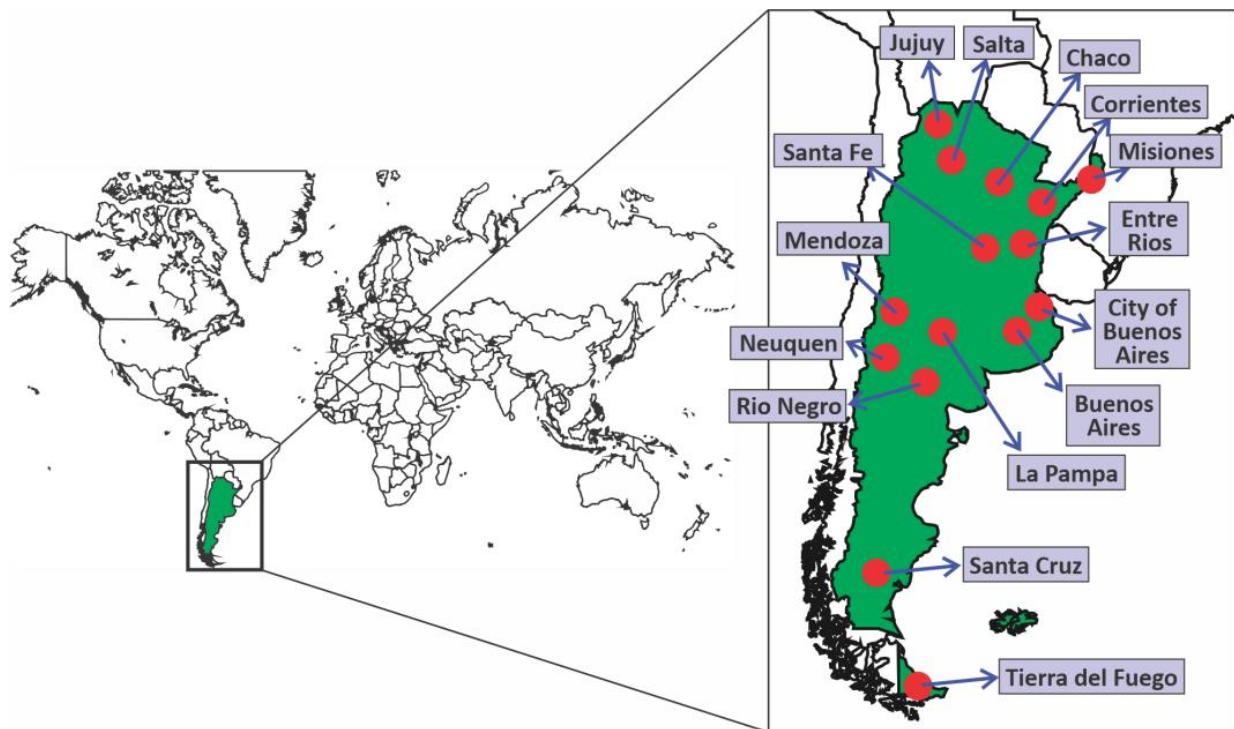 Jujuy
Salta
Chaco
Corrientes
Santa Fe
Misiones
Mendoza
Entre
Rios
City of
Buenos
Aires
Neuquen
Rio Negro
Buenos
Aires
La Pampa
Santa Cruz
Tierra del Fuego